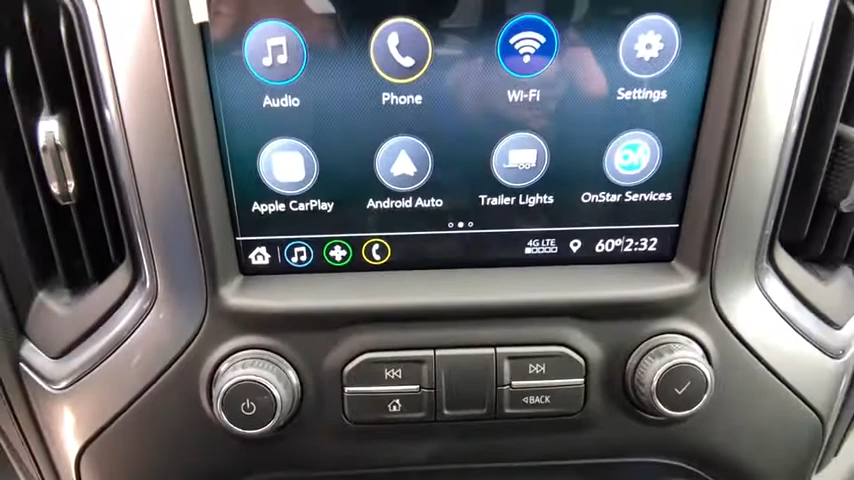 Audio Phone Wi-Fi Settings
Apple CarPlay Android Auto Trailer Lights OnStar Services
4G LTE 60° 2:32
◁BACK